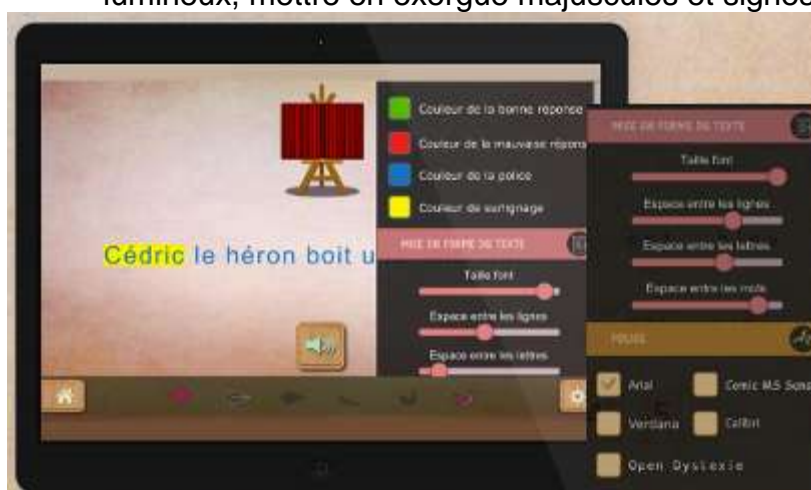 lumineux, mettre en exergue majuscules et signes
Couleur de la bonne réponse
Couleur de la mauvaise répons
Couleur de la police
Couleur de surlignage
Cédric le héron boit u
MISE EN FORME DU TEXTE
Taille font
Espace entre les lignes
Espace entre les lettres
MISE EN FORME DU TEXTE
Taille font
Espace entre les lignes
Espace entre les lettres
Espace entre les mots
POLICE
Arial
Comic MS Sans
Verdana
Calibri
Open Dyslexie